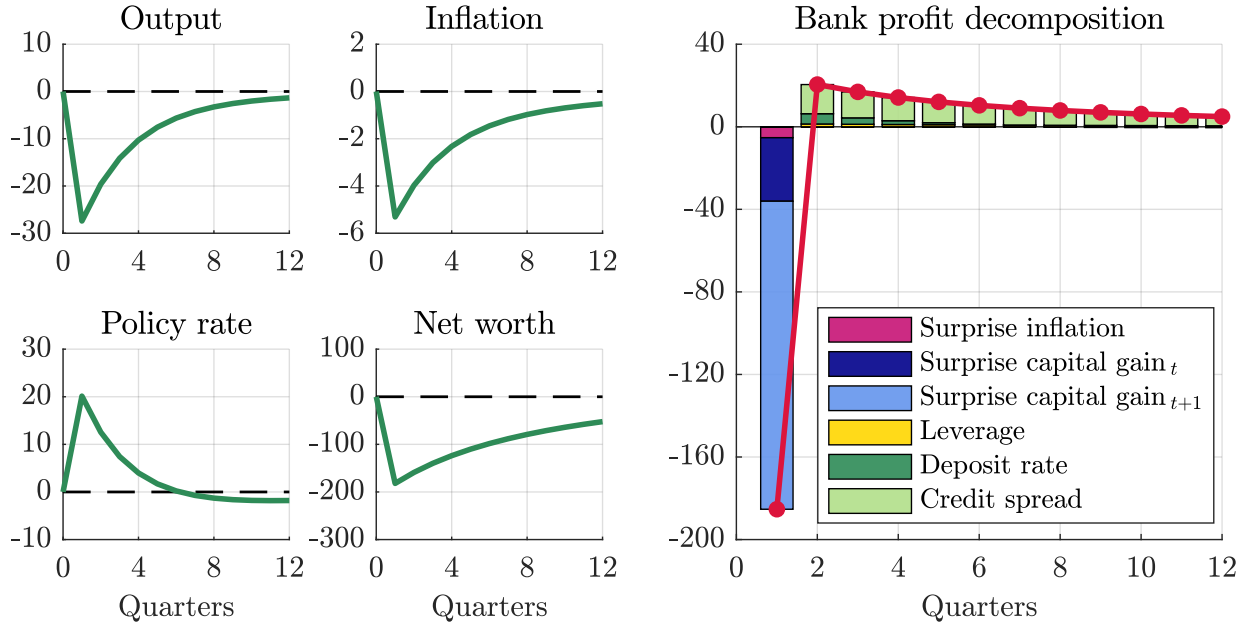 Output
10
0
-10
-20
-30
0 4 8 12
Inflation
2
0
-2
-4
-6
0 4 8 12
Policy rate
30
20
10
0
-10
0 4 8 12
Quarters
Net worth
100
0
-100
-200
-300
0 4 8 12
Quarters
Bank profit decomposition
40
0
-40
-80
-120
-160
-200
0 2 4 6 8 10 12
Quarters
Surprise inflation
Surprise capital gain t
Surprise capital gain t+1
Leverage
Deposit rate
Credit spread